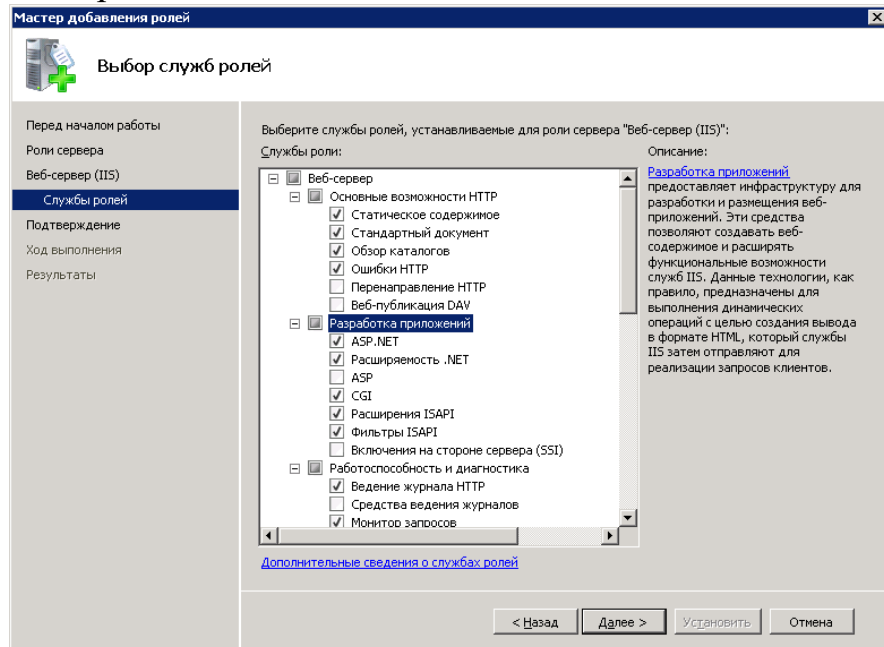 Мастер добавления ролей
Выбор служб ролей
Перед началом работы
Роли сервера
Веб-сервер (IIS)
Службы ролей
Подтверждение
Ход выполнения
Результаты
Выберите службы ролей, устанавливаемые для роли сервера "Веб-сервер (IIS)":
Службы роли:
Веб-сервер
Основные возможности HTTP
Статическое содержимое
Стандартный документ
Обзор каталогов
Ошибки HTTP
Перенаправление HTTP
Веб-публикация DAV
Разработка приложений
ASP.NET
Расширяемость .NET
ASP
CGI
Расширения ISAPI
Фильтры ISAPI
Включения на стороне сервера (SSI)
Работоспособность и диагностика
Ведение журнала HTTP
Средства ведения журналов
Монитор запросов
Описание:
Разработка приложений
предоставляет инфраструктуру для
разработки и размещения веб-
приложений. Эти средства
позволяют создавать веб-
содержимое и расширять
функциональные возможности
служб IIS. Данные технологии, как
правило, предназначены для
выполнения динамических
операций с целью создания вывода
в формате HTML, который службы
IIS затем отправляют для
реализации запросов клиентов.
Дополнительные сведения о службах ролей
< Назад
Далее >
Установить
Отмена